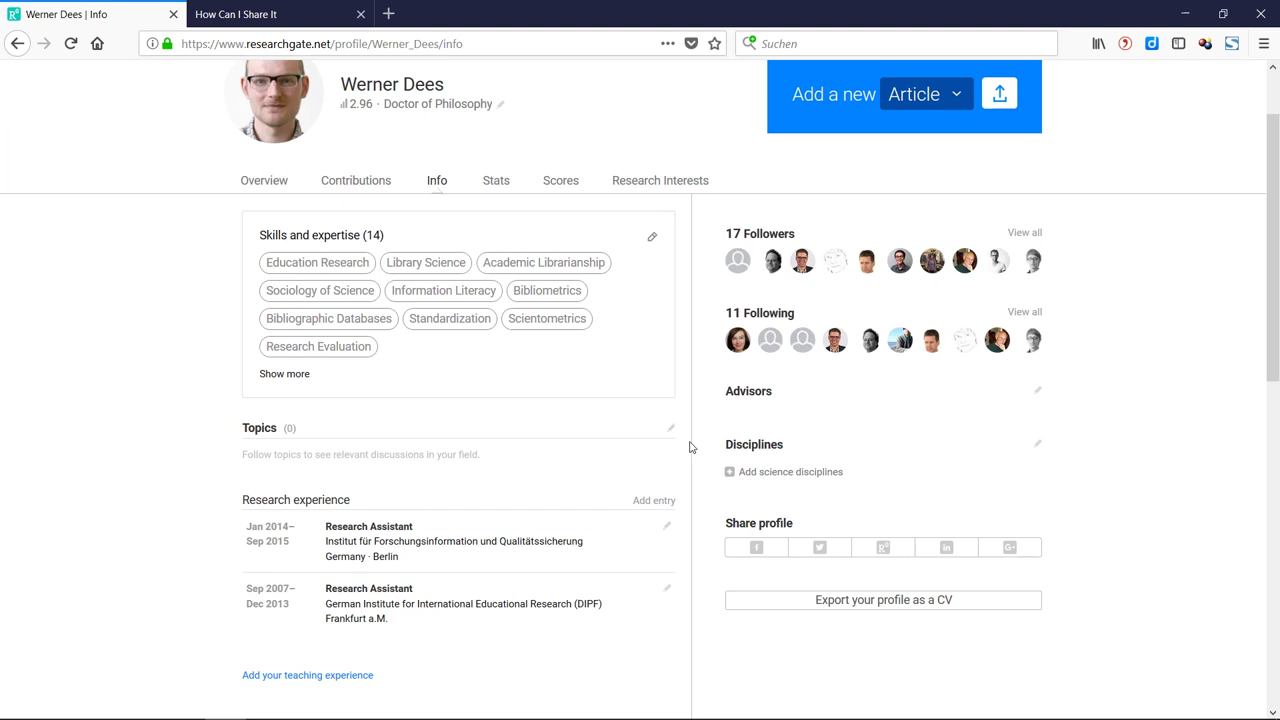 Werner Dees | Info
How Can I Share It
https://www.researchgate.net/profile/Werner_Dees/info
Suchen
Werner Dees
2.96 · Doctor of Philosophy
Add a new Article
Overview Contributions Info Stats Scores Research Interests
Skills and expertise (14)
Education Research Library Science Academic Librarianship
Sociology of Science Information Literacy Bibliometrics
Bibliographic Databases Standardization Scientometrics
Research Evaluation
Show more
Topics (0)
Follow topics to see relevant discussions in your field.
Research experience Add entry
Jan 2014– Research Assistant
Sep 2015 Institut für Forschungsinformation und Qualitätssicherung
Germany · Berlin
Sep 2007– Research Assistant
Dec 2013 German Institute for International Educational Research (DIPF)
Frankfurt a.M.
Add your teaching experience
17 Followers View all
11 Following View all
Advisors
Disciplines
Add science disciplines
Share profile
f R^G in G+
Export your profile as a CV